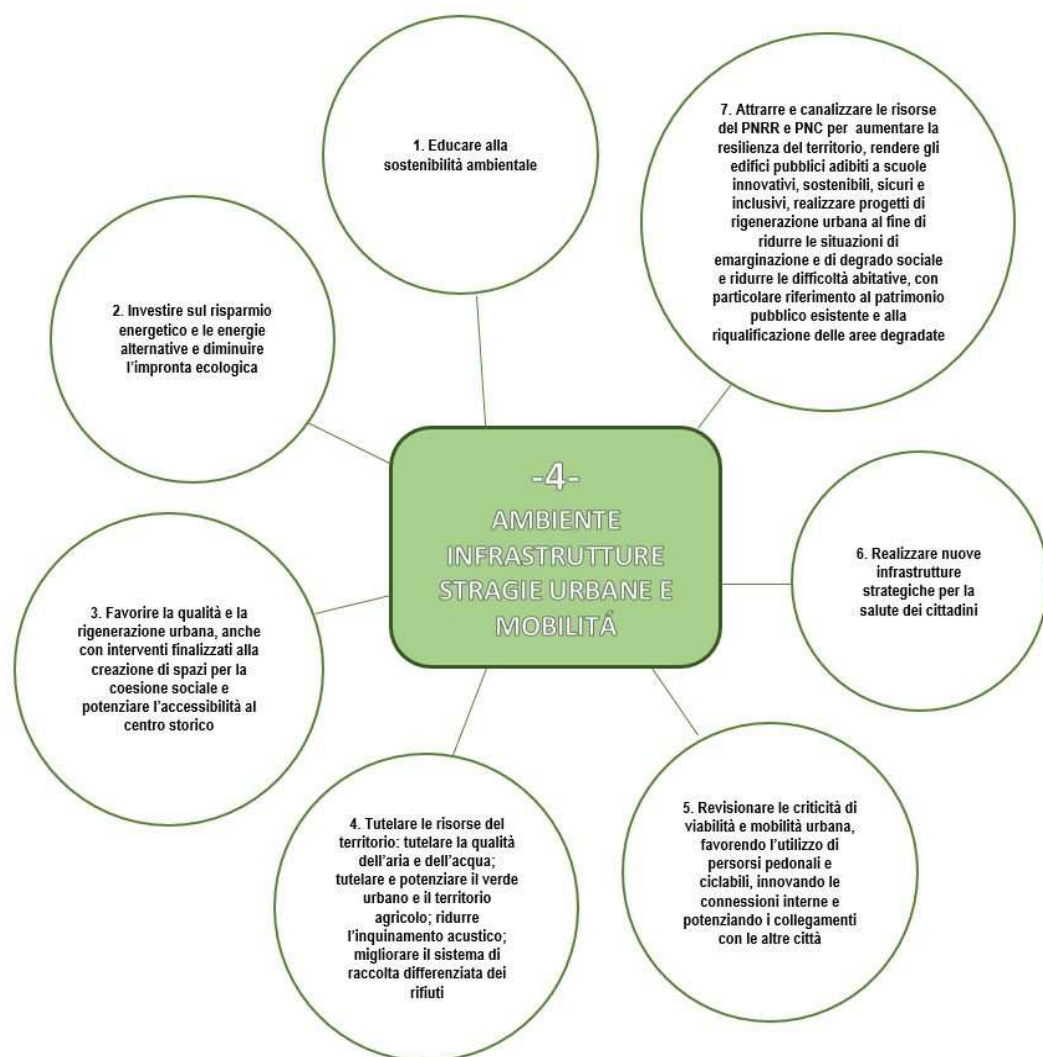 1. Educare alla
sostenibilità ambientale
2. Investire sul risparmio
energetico e le energie
alternative e diminuire
l'impronta ecologica
3. Favorire la qualità e la
rigenerazione urbana, anche
con interventi finalizzati alla
creazione di spazi per la
coesione sociale e
potenziare l'accessibilità al
centro storico
4. Tutelare le risorse del
territorio: tutelare la qualità
dell'aria e dell'acqua;
tutelare e potenziare il verde
urbano e il territorio
agricolo; ridurre
l'inquinamento acustico;
migliorare il sistema di
raccolta differenziata dei
rifiuti
5. Revisionare le criticità di
viabilità e mobilità urbana,
favorendo l'utilizzo di
persorsi pedonali e
ciclabili, innovando le
connessioni interne e
potenziando i collegamenti
con le altre città
6. Realizzare nuove
infrastrutture
strategiche per la
salute dei cittadini
7. Attrarre e canalizzare le risorse
del PNRR e PNC per aumentare la
resilienza del territorio, rendere gli
edifici pubblici adibiti a scuole
innovativi, sostenibili, sicuri e
inclusivi, realizzare progetti di
rigenerazione urbana al fine di
ridurre le situazioni di
emarginazione e di degrado sociale
e ridurre le difficoltà abitative, con
particolare riferimento al patrimonio
pubblico esistente e alla
riqualificazione delle aree degradate
-4-
AMBIENTE
INFRASTRUTTURE
STRAGIE URBANE E
MOBILITÁ